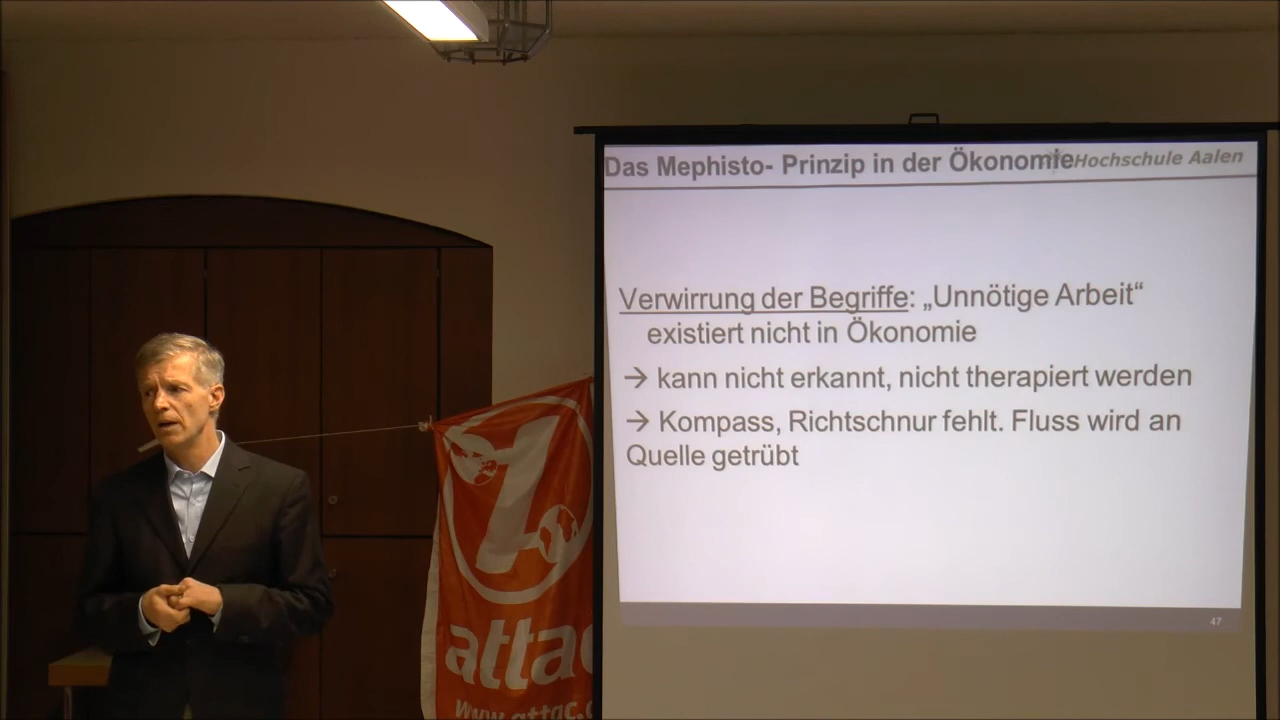 Das Mephisto- Prinzip in der Ökonomie
Hochschule Aalen
Verwirrung der Begriffe: „Unnötige Arbeit“
existiert nicht in Ökonomie
→ kann nicht erkannt, nicht therapiert werden
→ Kompass, Richtschnur fehlt. Fluss wird an
Quelle getrübt
47
attac
www.attac.